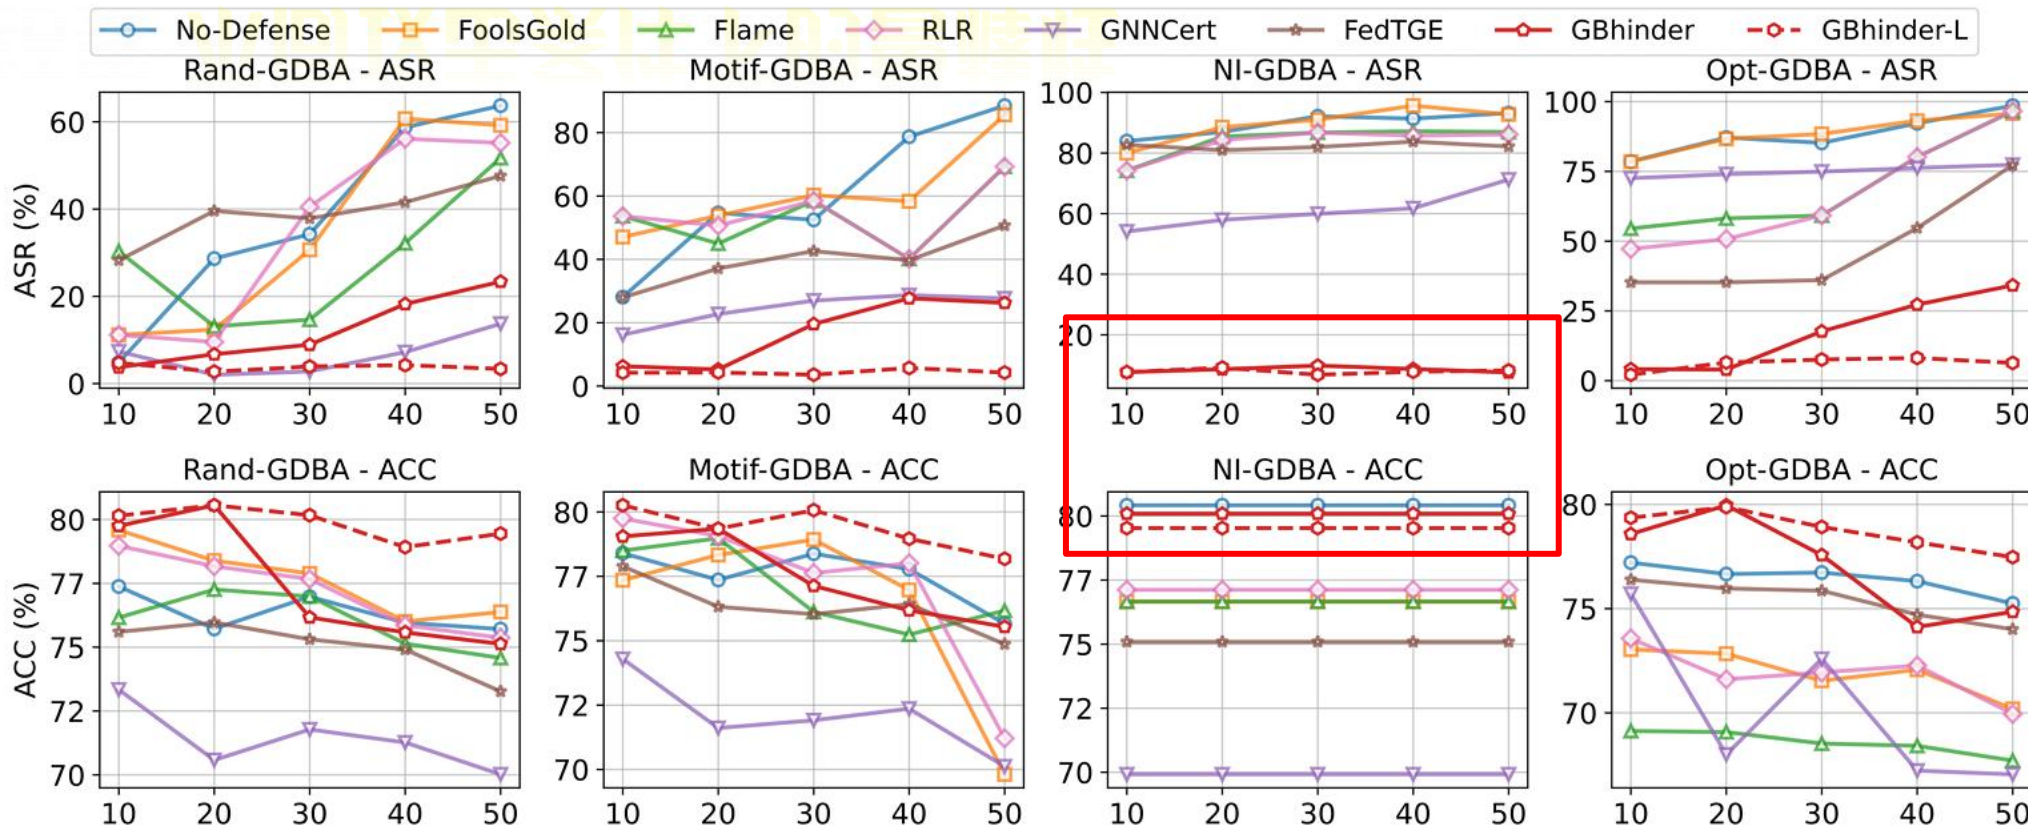 No-Defense FoolsGold Flame RLR GNNCert FedTGE GBhinder GBhinder-L
Rand-GDBA - ASR Motif-GDBA - ASR NI-GDBA - ASR Opt-GDBA - ASR
ASR (%)
60
40
20
0
10 20 30 40 50
80
60
40
20
0
10 20 30 40 50
100
80
60
40
20
10 20 30 40 50
100
75
50
25
0
10 20 30 40 50
Rand-GDBA - ACC Motif-GDBA - ACC NI-GDBA - ACC Opt-GDBA - ACC
ACC (%)
80
77
75
72
70
10 20 30 40 50
80
77
75
72
70
10 20 30 40 50
80
77
75
72
70
10 20 30 40 50
80
75
70
10 20 30 40 50